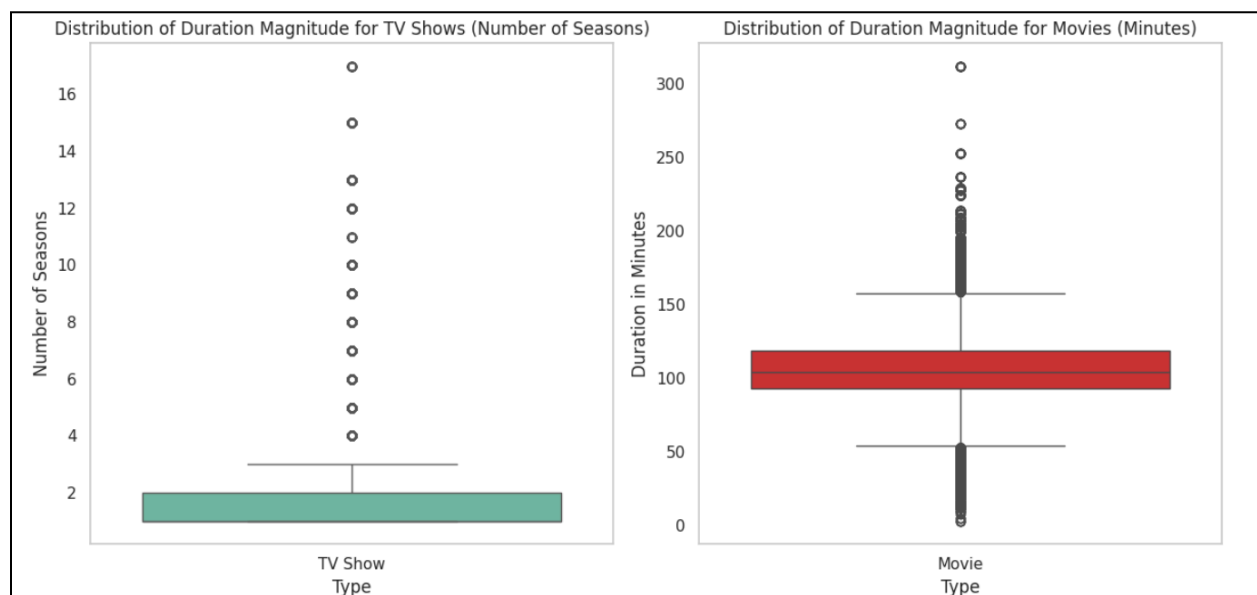 Distribution of Duration Magnitude for TV Shows (Number of Seasons)
16
14
12
10
8
6
4
2
Number of Seasons
TV Show
Type
Distribution of Duration Magnitude for Movies (Minutes)
300
250
200
150
100
50
0
Duration in Minutes
Movie
Type